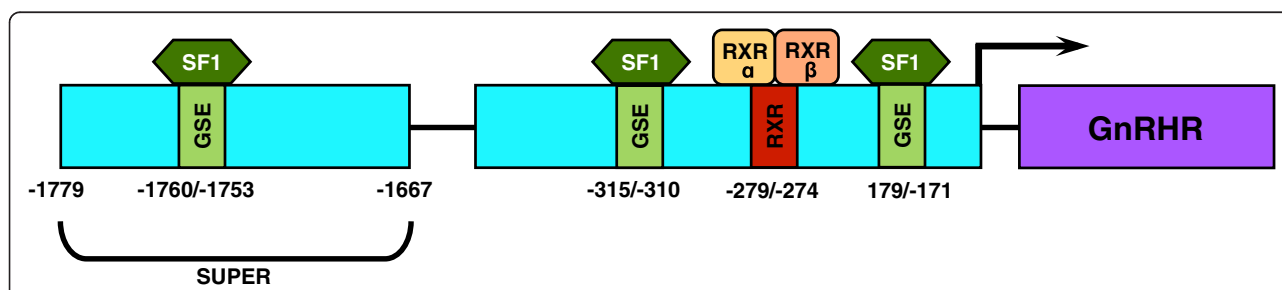 SF1
SF1
RXR
α
RXR
β
SF1
GSE
GSE
RXR
GSE
GnRHR
-1779
-1760/-1753
-1667
-315/-310
-279/-274
179/-171
SUPER